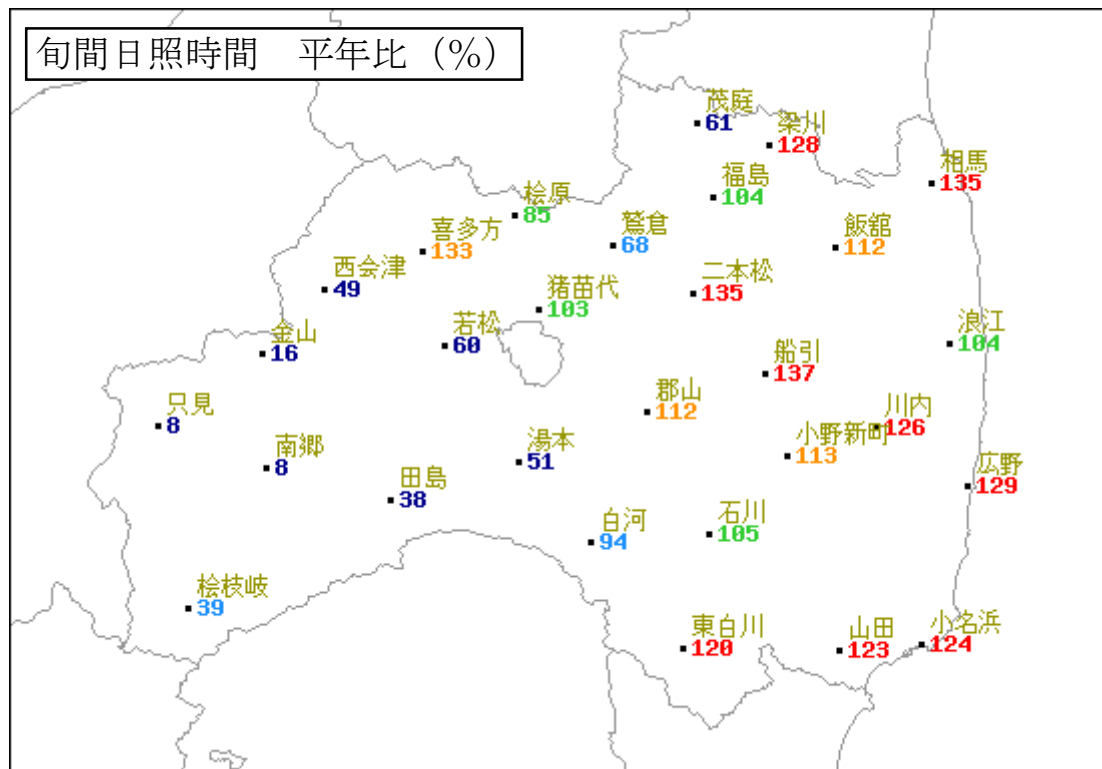 旬間日照時間　平年比（％）
茂庭
61
梁川
128
相馬
135
福島
104
桧原
85
鷲倉
68
飯舘
112
喜多方
133
西会津
49
猪苗代
103
二本松
135
若松
60
金山
16
浪江
104
船引
137
郡山
112
只見
8
川内
126
南郷
8
湯本
51
小野新町
113
田島
38
広野
129
白河
94
石川
105
桧枝岐
39
東白川
120
山田
123
小名浜
124